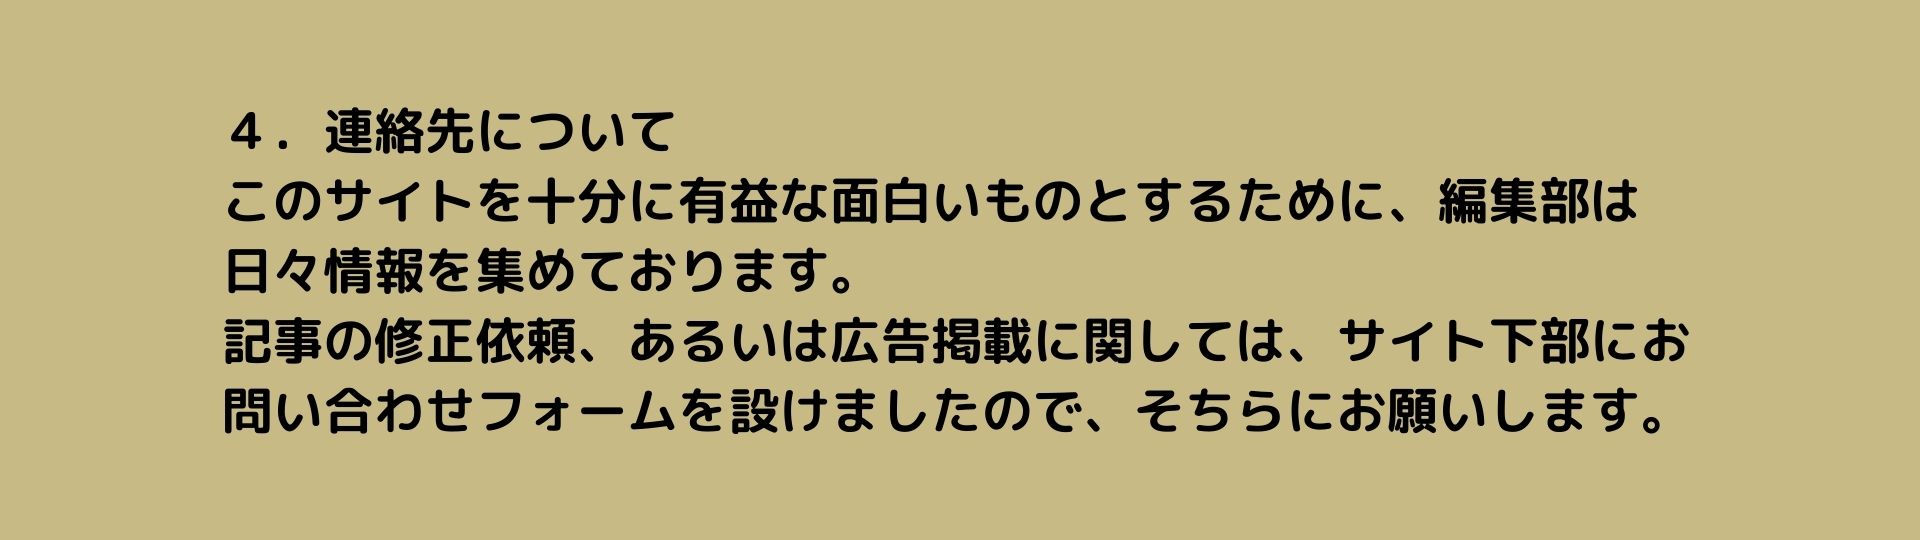 ４．連絡先について
このサイトを十分に有益な面白いものとするために、編集部は
日々情報を集めております。
記事の修正依頼、あるいは広告掲載に関しては、サイト下部にお
問い合わせフォームを設けましたので、そちらにお願いします。